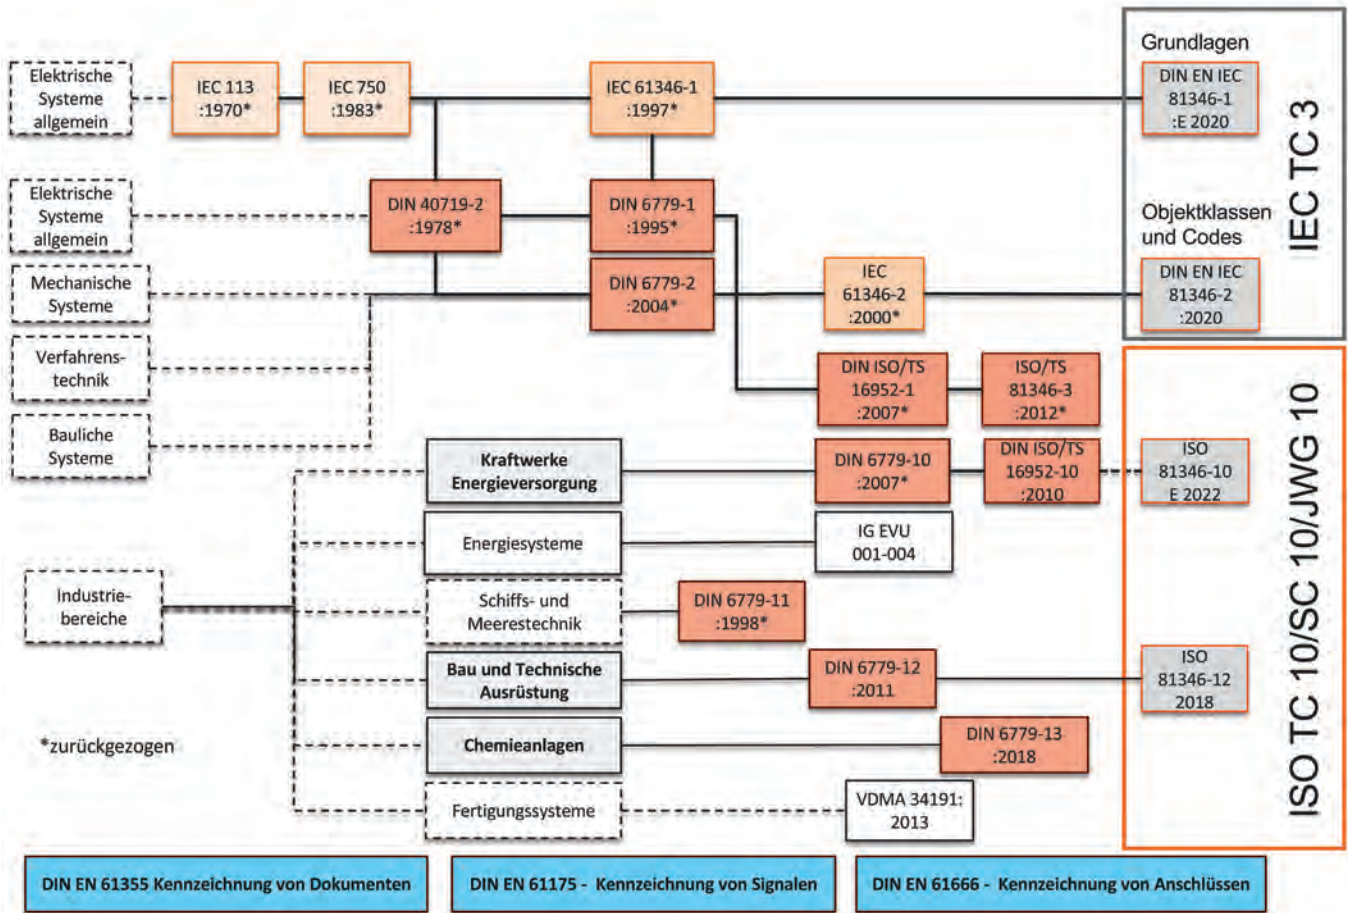 Grundlagen
Elektrische
Systeme
allgemein
IEC 113
:1970*
IEC 750
:1983*
IEC 61346-1
:1997*
DIN EN IEC
81346-1
:E 2020
IEC TC 3
Elektrische
Systeme
allgemein
DIN 40719-2
:1978*
DIN 6779-1
:1995*
Objektklassen
und Codes
Mechanische
Systeme
DIN 6779-2
:2004*
IEC
61346-2
:2000*
DIN EN IEC
81346-2
:2020
Verfahrens-
technik
DIN ISO/TS
16952-1
:2007*
ISO/TS
81346-3
:2012*
Bauliche
Systeme
Kraftwerke
Energieversorgung
DIN 6779-10
:2007*
DIN ISO/TS
16952-10
:2010
ISO
81346-10
E 2022
ISO TC 10/SC 10/JWG 10
Energiesysteme
IG EVU
001-004
Industrie-
bereiche
Schiffs- und
Meerestechnik
DIN 6779-11
:1998*
Bau und Technische
Ausrüstung
DIN 6779-12
:2011
ISO
81346-12
2018
*zurückgezogen
Chemieanlagen
DIN 6779-13
:2018
Fertigungssysteme
VDMA 34191:
2013
DIN EN 61355 Kennzeichnung von Dokumenten
DIN EN 61175 - Kennzeichnung von Signalen
DIN EN 61666 - Kennzeichnung von Anschlüssen